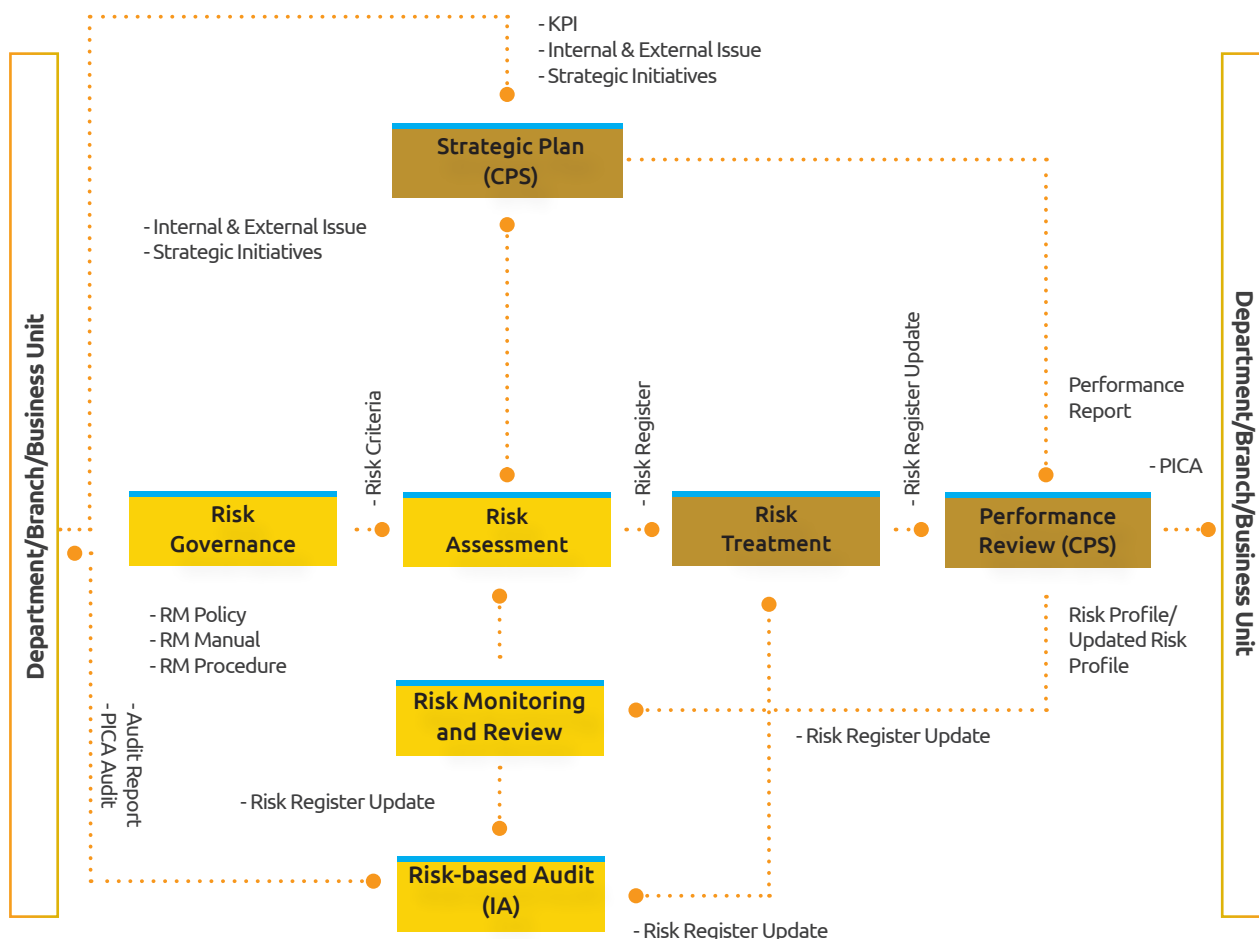 - KPI
- Internal & External Issue
- Strategic Initiatives
Strategic Plan
(CPS)
- Internal & External Issue
- Strategic Initiatives
Department/Branch/Business Unit
- Risk Criteria
- Risk Register
- Risk Register Update
Performance
Report
- PICA
Department/Branch/Business Unit
Risk
Governance
Risk
Assessment
Risk
Treatment
Performance
Review (CPS)
- RM Policy
- RM Manual
- RM Procedure
Risk Profile/
Updated Risk
Profile
- Audit Report
- PICA Audit
Risk Monitoring
and Review
- Risk Register Update
- Risk Register Update
Risk-based Audit
(IA)
- Risk Register Update